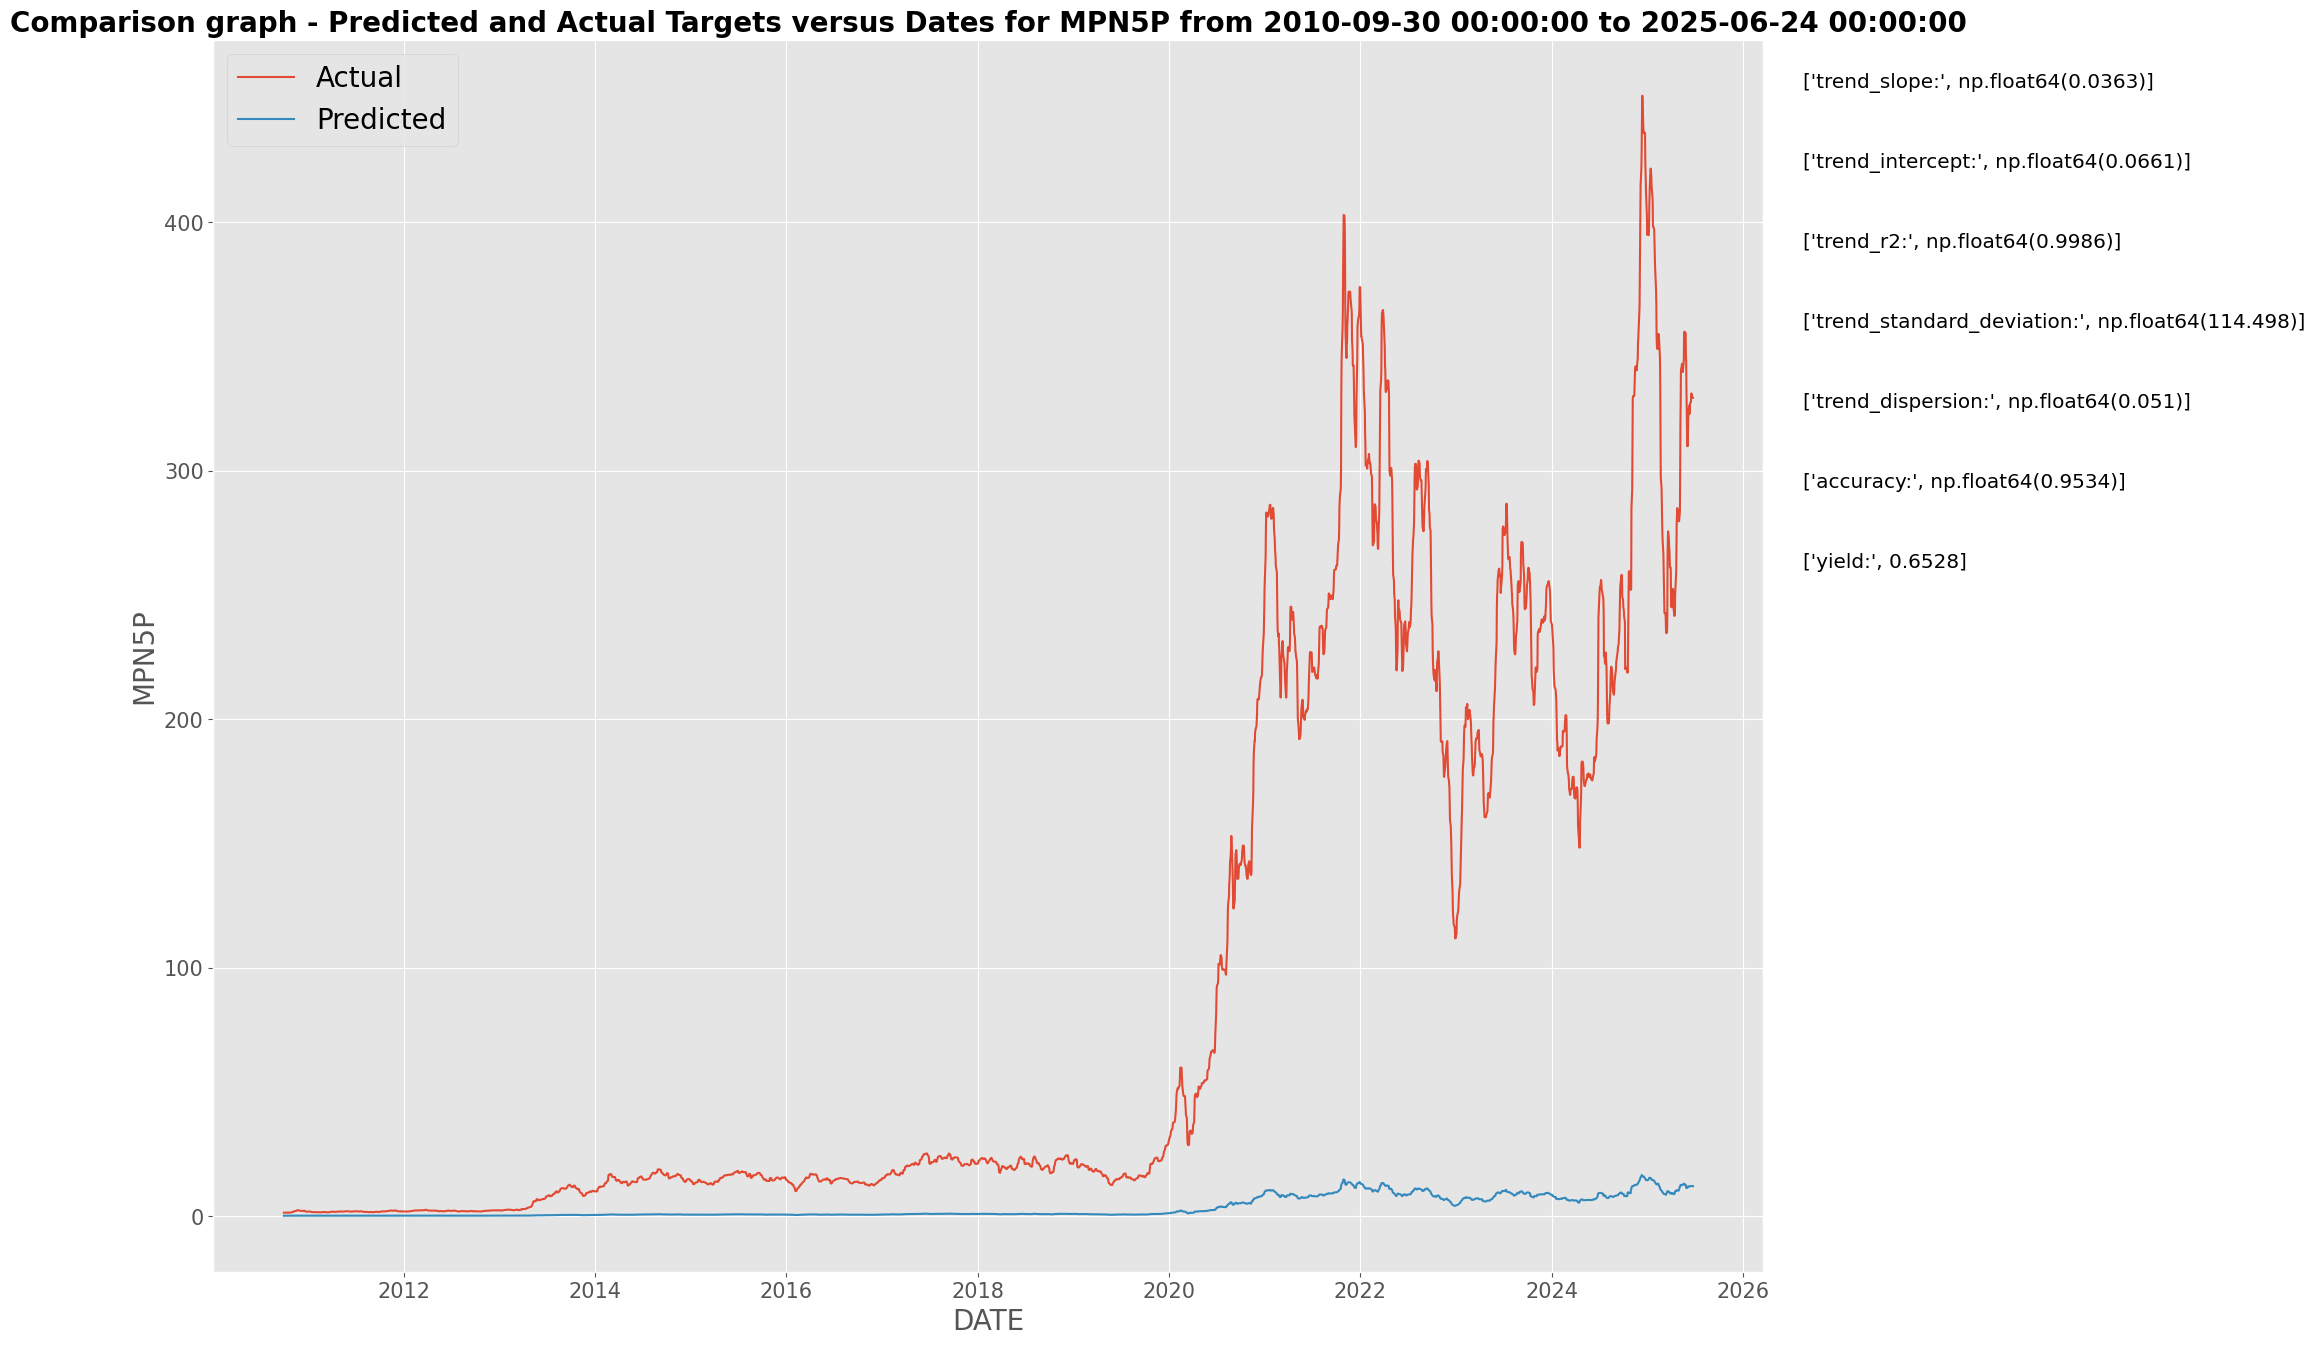 Comparison graph - Predicted and Actual Targets versus Dates for MPN5P from 2010-09-30 00:00:00 to 2025-06-24 00:00:00
Actual
Predicted
['trend_slope:', np.float64(0.0363)]
['trend_intercept:', np.float64(0.0661)]
['trend_r2:', np.float64(0.9986)]
['trend_standard_deviation:', np.float64(114.498)]
['trend_dispersion:', np.float64(0.051)]
['accuracy:', np.float64(0.9534)]
['yield:', 0.6528]
MPN5P
400
300
200
100
0
2012 2014 2016 2018 2020 2022 2024 2026
DATE